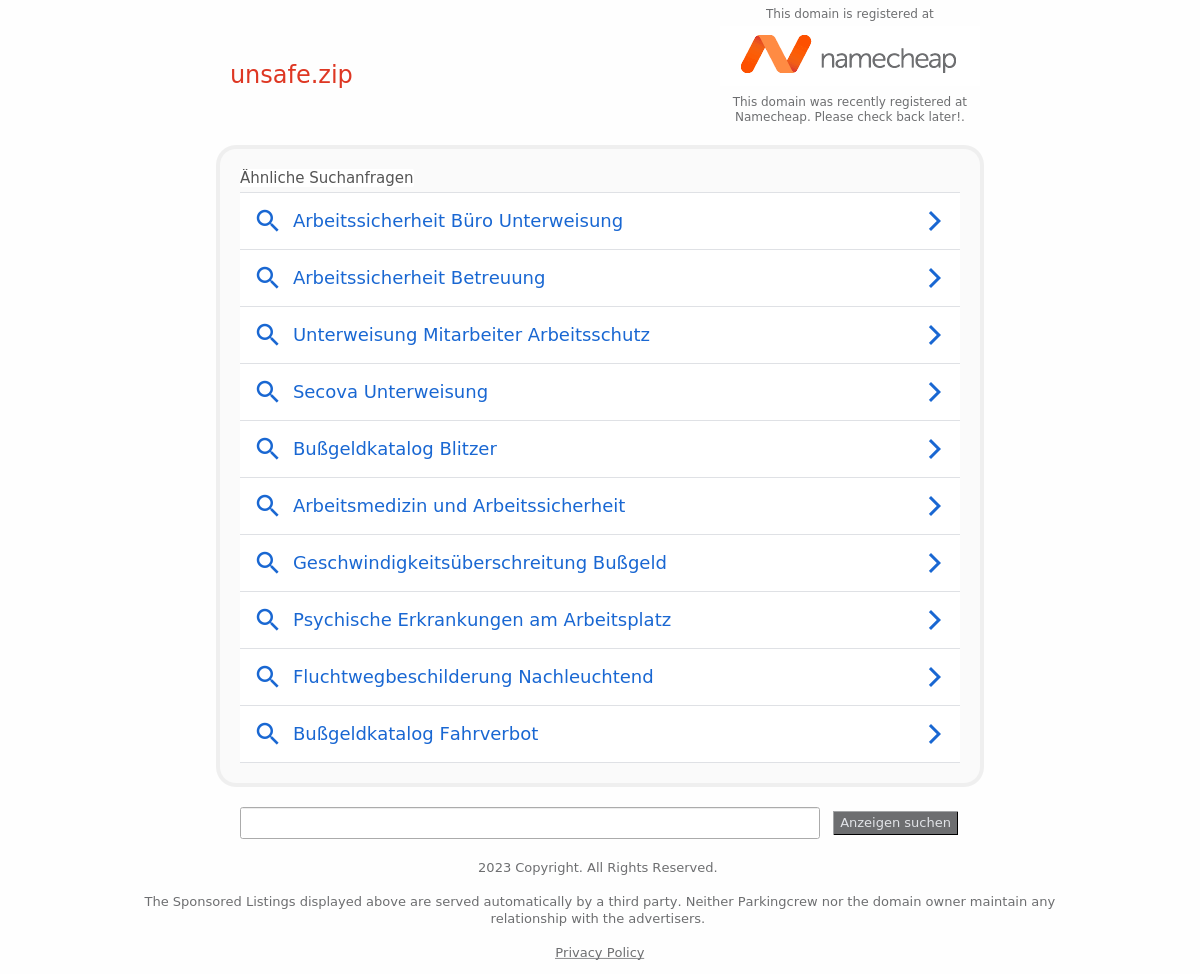 This domain is registered at
namecheap
unsafe.zip
This domain was recently registered at
Namecheap. Please check back later!.
Ähnliche Suchanfragen
Arbeitssicherheit Büro Unterweisung
Arbeitssicherheit Betreuung
Unterweisung Mitarbeiter Arbeitsschutz
Secova Unterweisung
Bußgeldkatalog Blitzer
Arbeitsmedizin und Arbeitssicherheit
Geschwindigkeitsüberschreitung Bußgeld
Psychische Erkrankungen am Arbeitsplatz
Fluchtwegbeschilderung Nachleuchtend
Bußgeldkatalog Fahrverbot
Anzeigen suchen
2023 Copyright. All Rights Reserved.
The Sponsored Listings displayed above are served automatically by a third party. Neither Parkingcrew nor the domain owner maintain any
relationship with the advertisers.
Privacy Policy